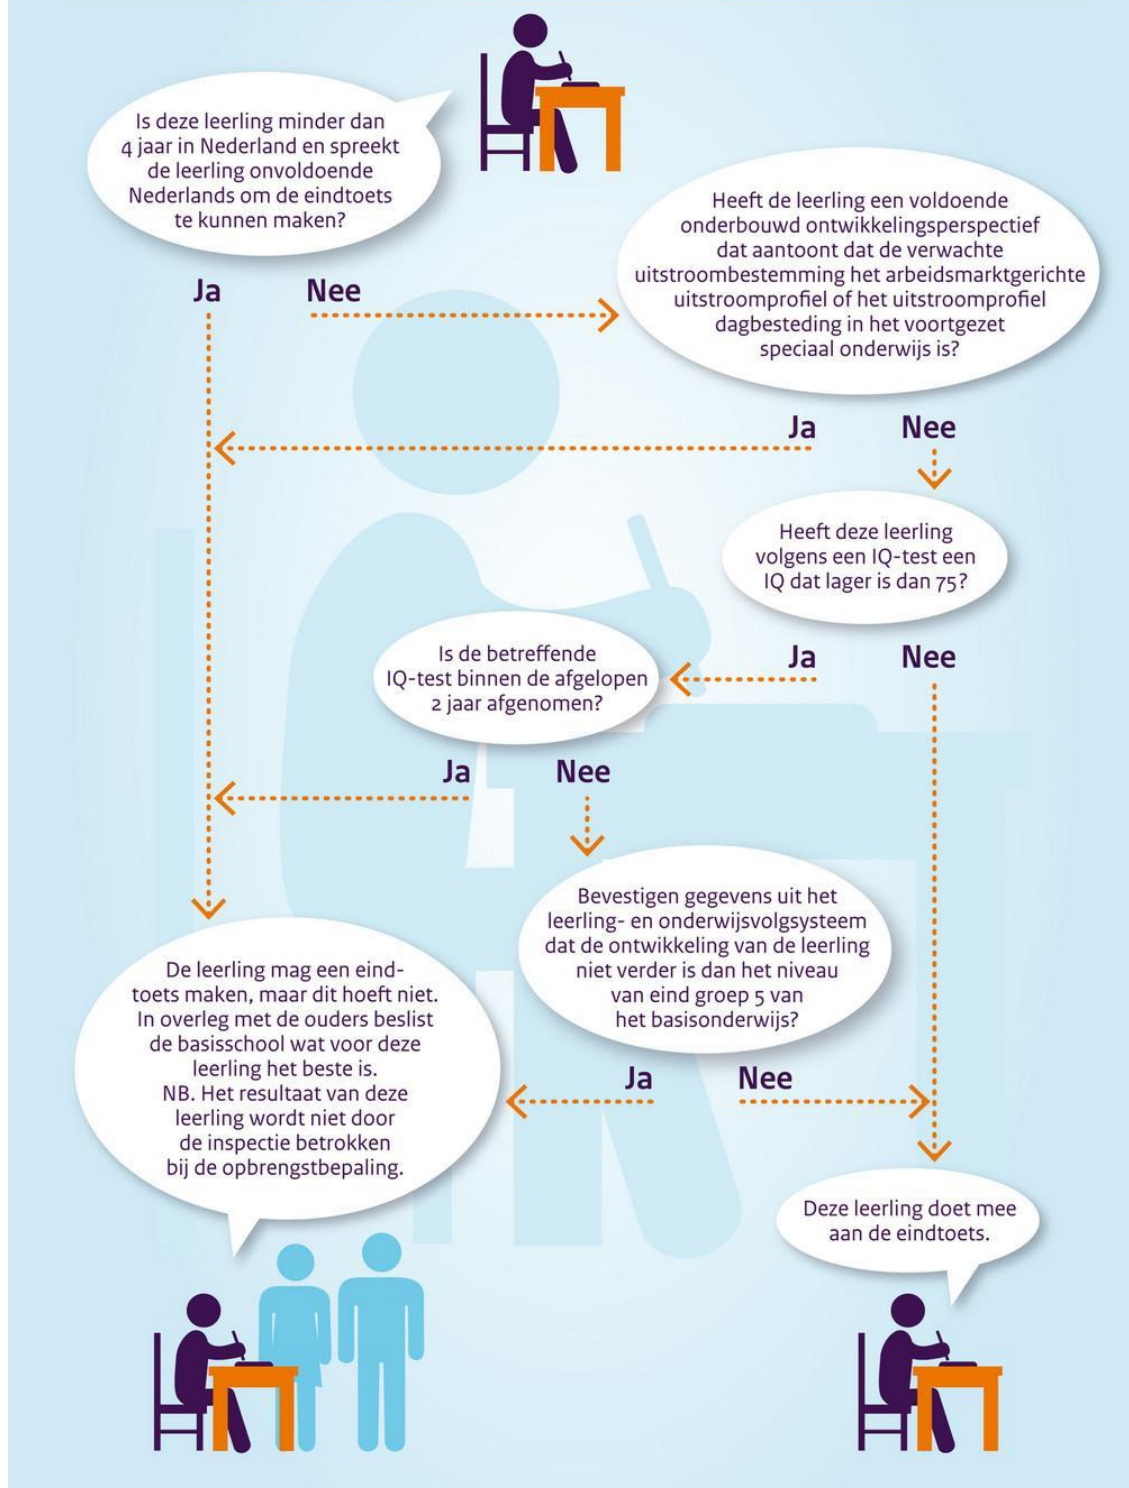 Is deze leerling minder dan
4 jaar in Nederland en spreekt
de leerling onvoldoende
Nederlands om de eindtoets
te kunnen maken?
Ja
Nee
Heeft de leerling een voldoende
onderbouwd ontwikkelingsperspectief
dat aantoont dat de verwachte
uitstroombestemming het arbeidsmarktgerichte
uitstroomprofiel of het uitstroomprofiel
dagbesteding in het voortgezet
speciaal onderwijs is?
Ja
Nee
Heeft deze leerling
volgens een IQ-test een
IQ dat lager is dan 75?
Ja
Nee
Is de betreffende
IQ-test binnen de afgelopen
2 jaar afgenomen?
Ja
Nee
Bevestigen gegevens uit het
leerling- en onderwijsvolgsysteem
dat de ontwikkeling van de leerling
niet verder is dan het niveau
van eind groep 5 van
het basisonderwijs?
Ja
Nee
De leerling mag een eind-
toets maken, maar dit hoeft niet.
In overleg met de ouders beslist
de basisschool wat voor deze
leerling het beste is.
NB. Het resultaat van deze
leerling wordt niet door
de inspectie betrokken
bij de opbrengstbepaling.
Deze leerling doet mee
aan de eindtoets.